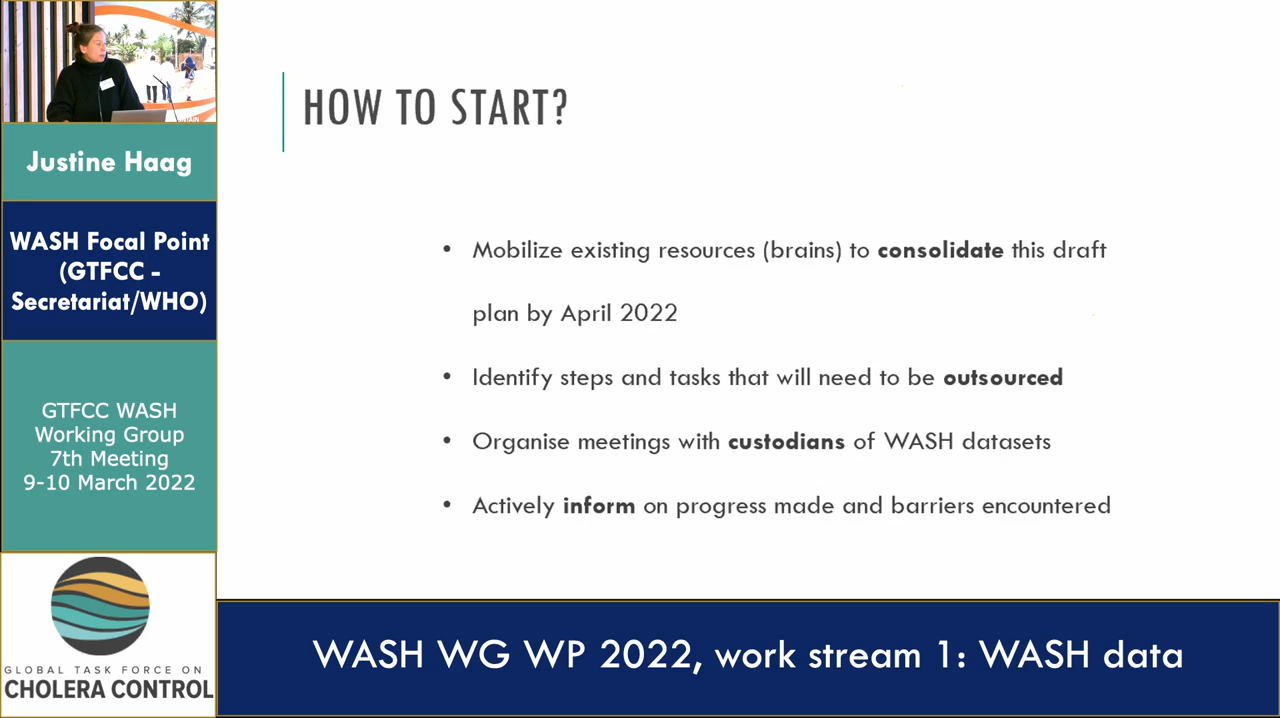 Justine Haag
WASH Focal Point
(GTFCC -
Secretariat/WHO)
GTFCC WASH
Working Group
7th Meeting
9-10 March 2022
GLOBAL TASK FORCE ON
CHOLERA CONTROL
HOW TO START?
• Mobilize existing resources (brains) to consolidate this draft
plan by April 2022
• Identify steps and tasks that will need to be outsourced
• Organise meetings with custodians of WASH datasets
• Actively inform on progress made and barriers encountered
WASH WG WP 2022, work stream 1: WASH data